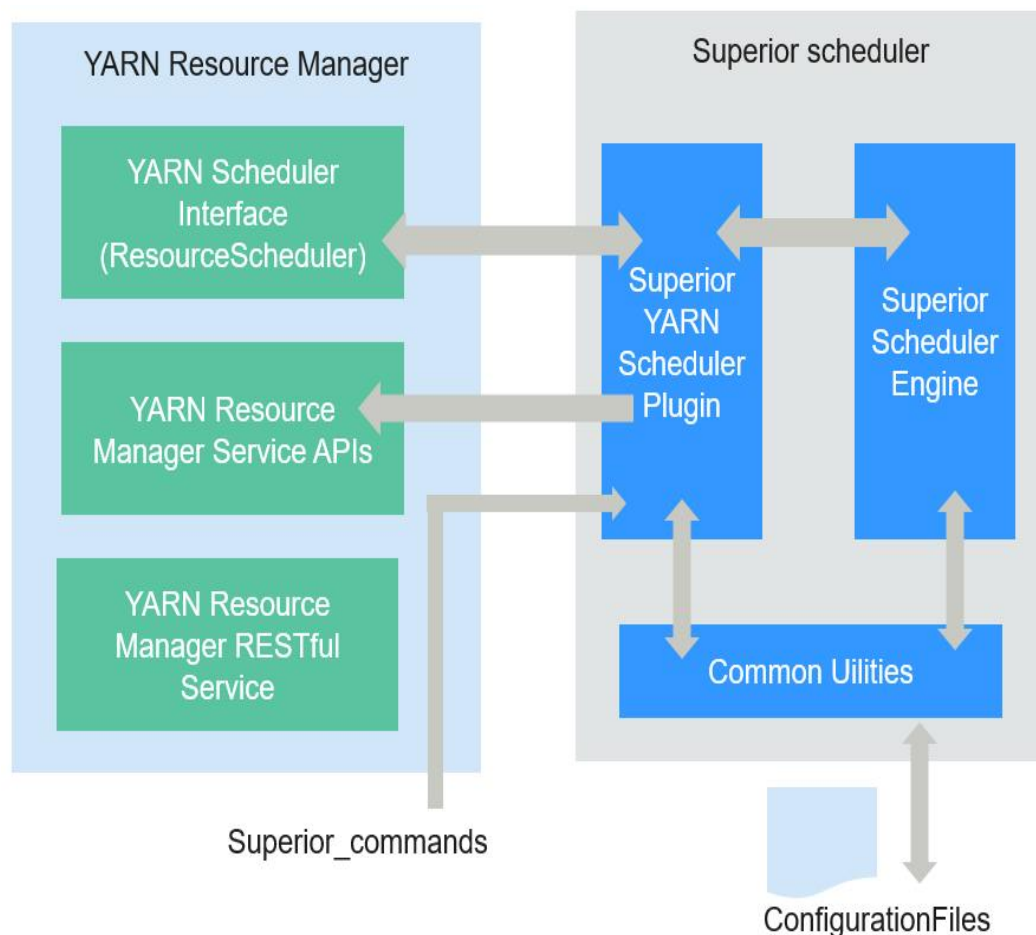 YARN Resource Manager
YARN Scheduler
Interface
(ResourceScheduler)
YARN Resource
Manager Service APIs
YARN Resource
Manager RESTful
Service
Superior_commands
Superior scheduler
Superior
YARN
Scheduler
Plugin
Superior
Scheduler
Engine
Common Uilities
ConfigurationFiles